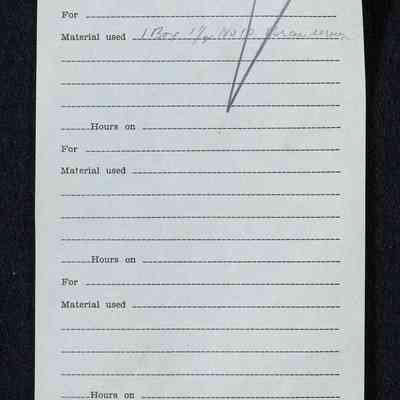 For
Material used 1 Box
Hours on
For
Material used
Hours on
For
Material used
Hours on